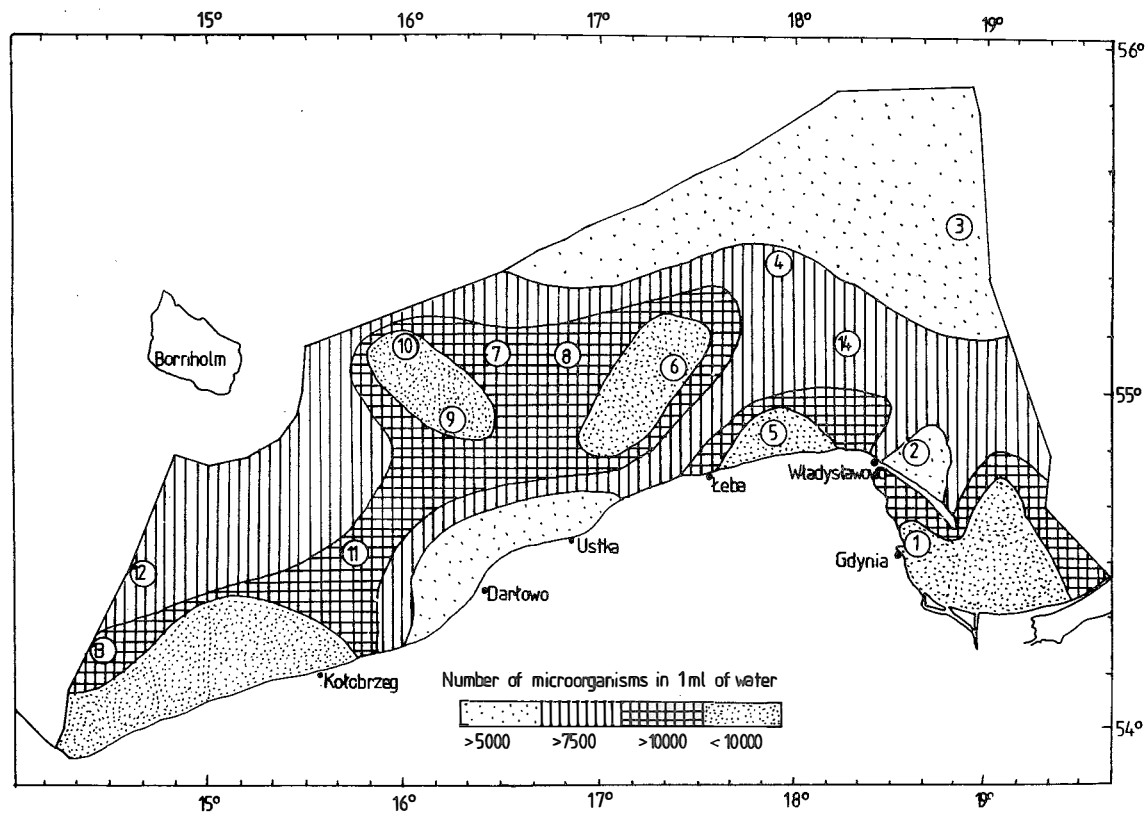 15° 16° 17° 18° 19°
56°
3
4
14
10 7 8
6
Bornholm
9
55°
5
2
Władysławowo
Łeba
11
Ustka
1
Gdynia
12
Darłowo
13
Kołobrzeg
Number of microorganisms in 1ml of water
>5000 >7500 >10000 <10000
54°
15° 16° 17° 18° 19°